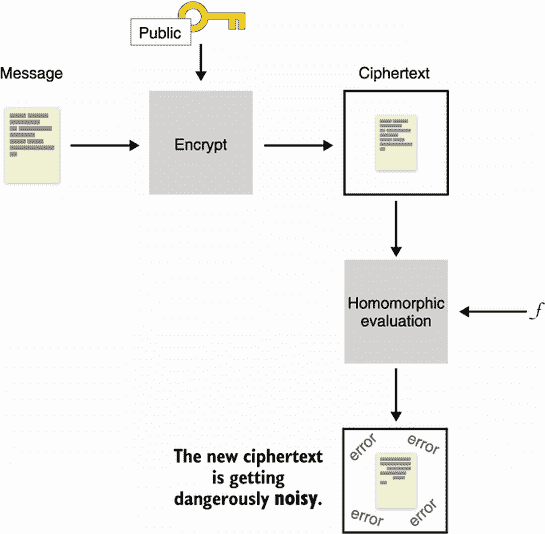 Public
Message
Ciphertext
Encrypt
Homomorphic
evaluation
f
The new ciphertext
is getting
dangerously noisy.
error
error
error
error